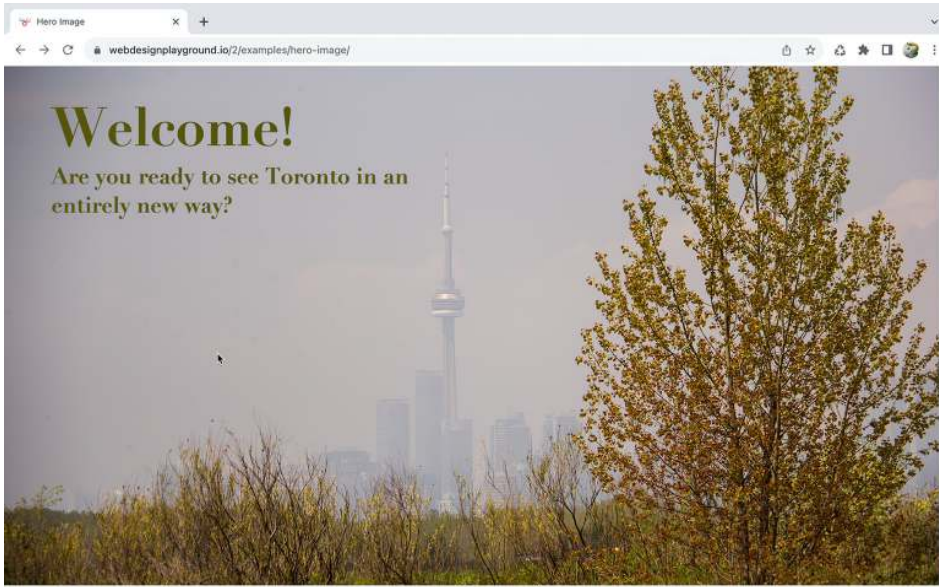 Hero Image
webdesignplayground.io/2/examples/hero-image/
Welcome!
Are you ready to see Toronto in an
entirely new way?